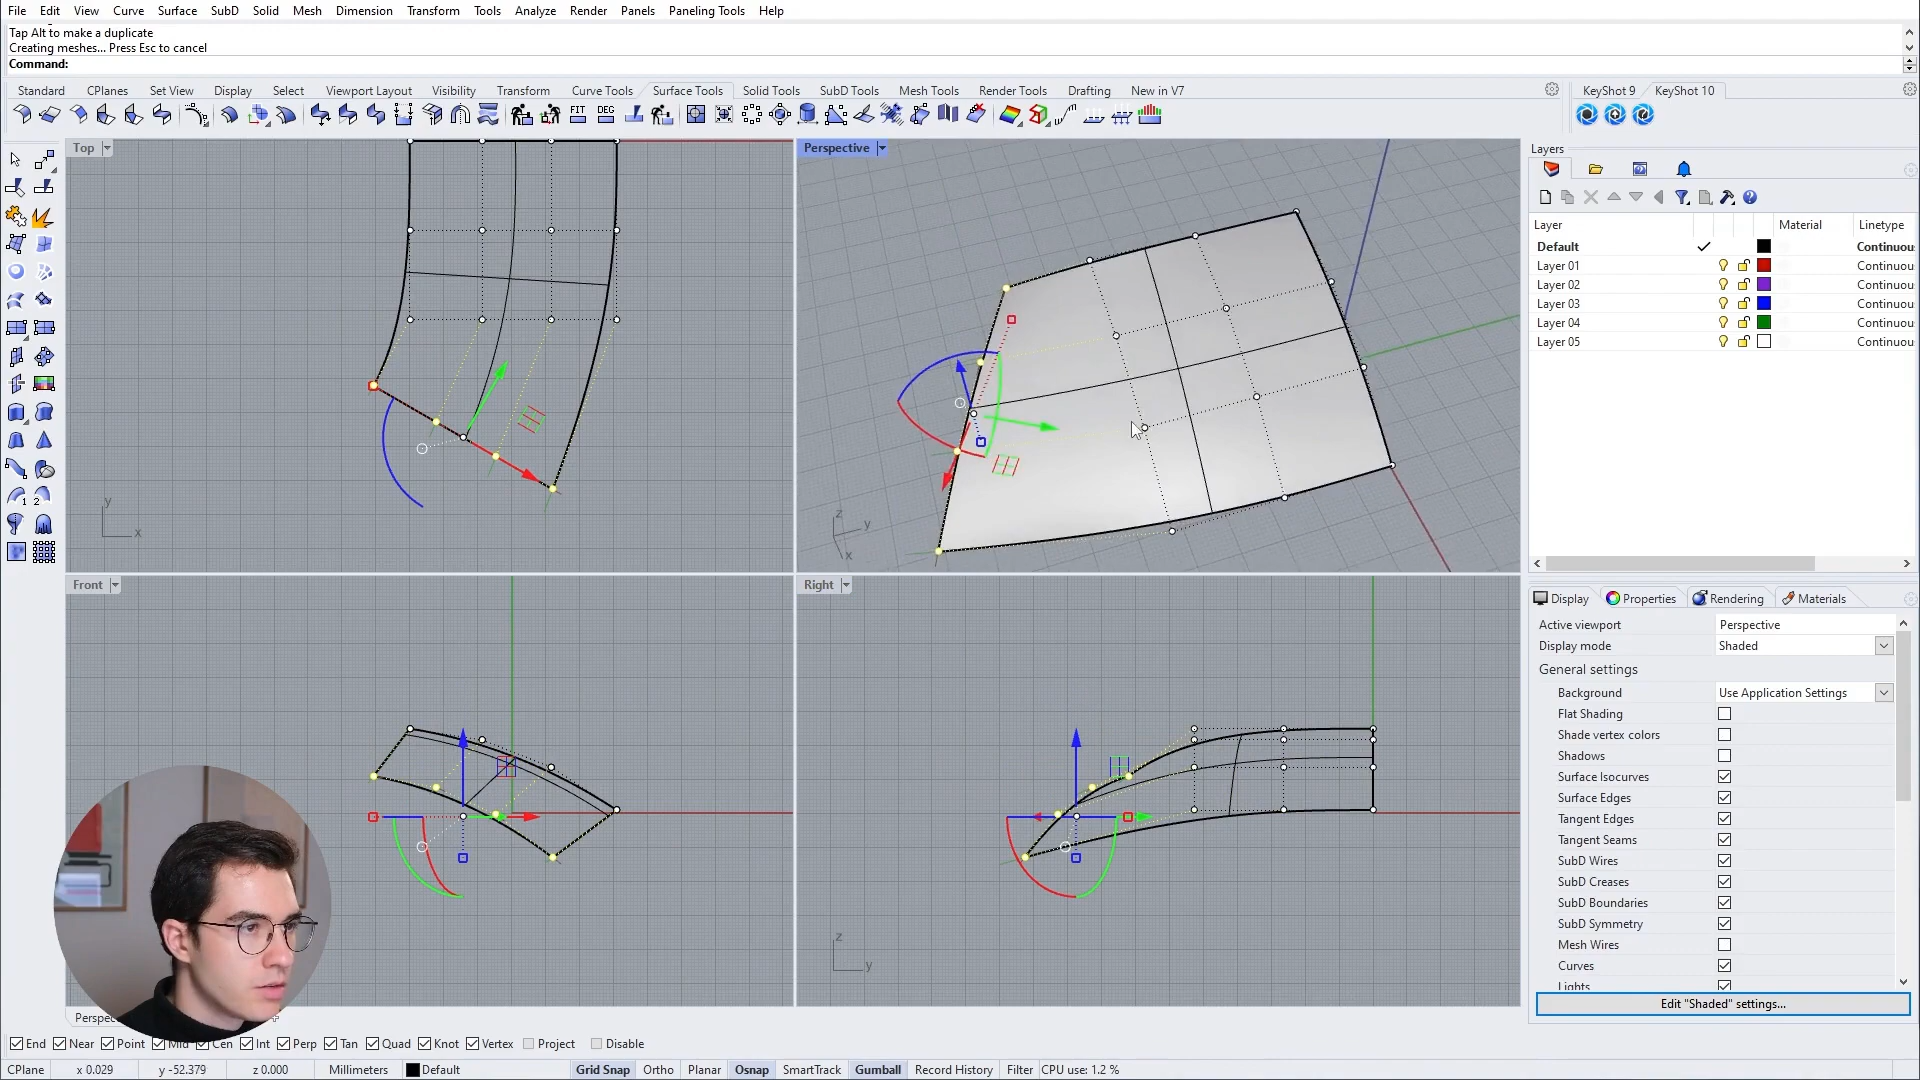 File Edit View Curve Surface SubD Solid Mesh Dimension Transform Tools Analyze Render Panels Paneling Tools Help
Tap Alt to make a duplicate
Creating meshes... Press Esc to cancel
Command:
Standard CPlanes Set View Display Select Viewport Layout Visibility Transform Curve Tools Surface Tools Solid Tools SubD Tools Mesh Tools Render Tools Drafting New in V7
KeyShot 9 KeyShot 10
FIT DEG
Top
Perspective
Layers
Layer Material Linetype
Default Continuou
Layer 01 Continuou
Layer 02 Continuou
Layer 03 Continuou
Layer 04 Continuou
Layer 05 Continuou
1 2
y
x
z
y
x
Front
Right
z
y
Display Properties Rendering Materials
Active viewport Perspective
Display mode Shaded
General settings
Background Use Application Settings
Flat Shading
Shade vertex colors
Shadows
Surface Isocurves
Surface Edges
Tangent Edges
Tangent Seams
SubD Wires
SubD Creases
SubD Boundaries
SubD Symmetry
Mesh Wires
Curves
Lights
Edit "Shaded" settings...
Perspec
End Near Point Mid Cen Int Perp Tan Quad Knot Vertex Project Disable
CPlane x 0.029 y -52.379 z 0.000 Millimeters Default Grid Snap Ortho Planar Osnap SmartTrack Gumball Record History Filter CPU use: 1.2 %